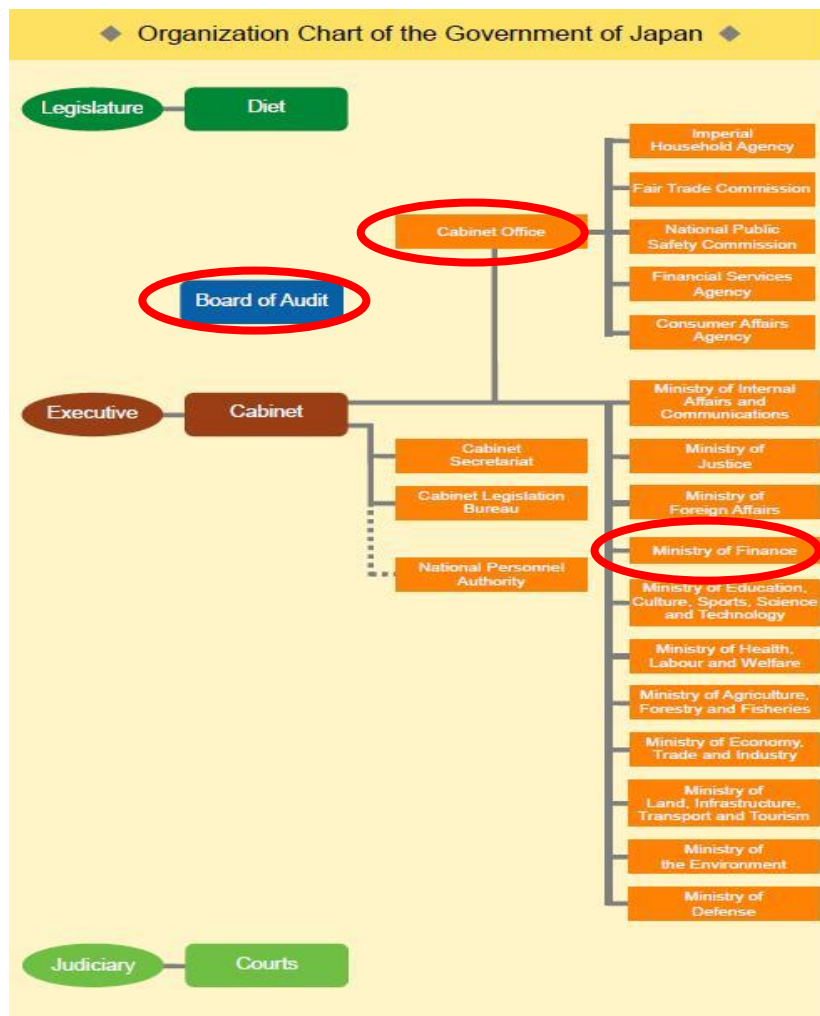 Organization Chart of the Government of Japan
Legislature
Diet
Imperial
Household Agency
Fair Trade Commission
Cabinet Office
National Public
Safety Commission
Financial Services
Agency
Board of Audit
Consumer Affairs
Agency
Executive
Cabinet
Ministry of Internal
Affairs and
Communications
Cabinet
Secretariat
Ministry of
Justice
Cabinet Legislation
Bureau
Ministry of
Foreign Affairs
Ministry of Finance
National Personnel
Authority
Ministry of Education,
Culture, Sports, Science
and Technology
Ministry of Health,
Labour and Welfare
Ministry of Agriculture,
Forestry and Fisheries
Ministry of Economy,
Trade and Industry
Ministry of
Land, Infrastructure,
Transport and Tourism
Ministry of
the Environment
Ministry of
Defense
Judiciary
Courts